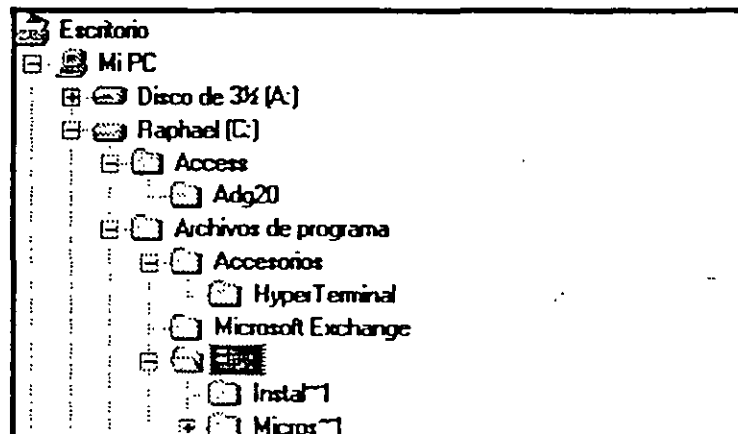 Escritorio
Mi PC
Disco de 3½ (A:)
Raphael (C:)
Access
Adg20
Archivos de programa
Accesorios
HyperTerminal
Microsoft Exchange
Instal~1
Micros~1